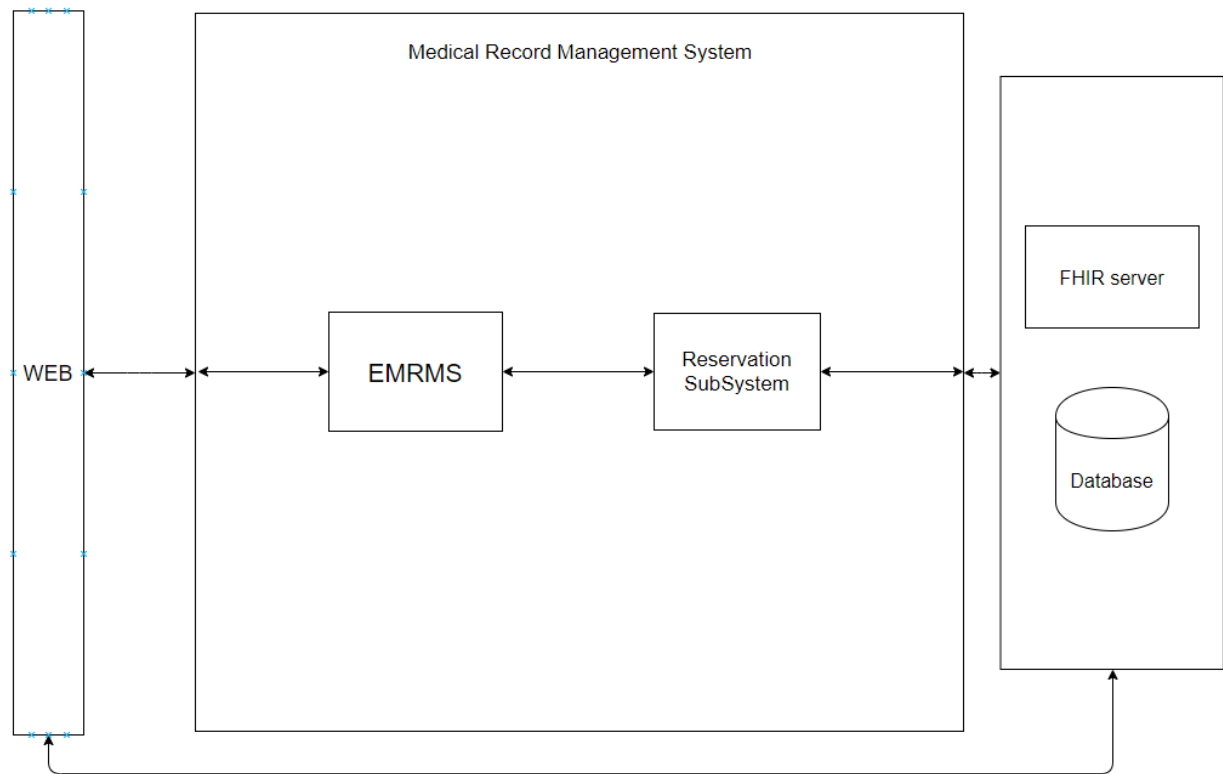 Medical Record Management System
WEB
EMRMS
Reservation
SubSystem
FHIR server
Database